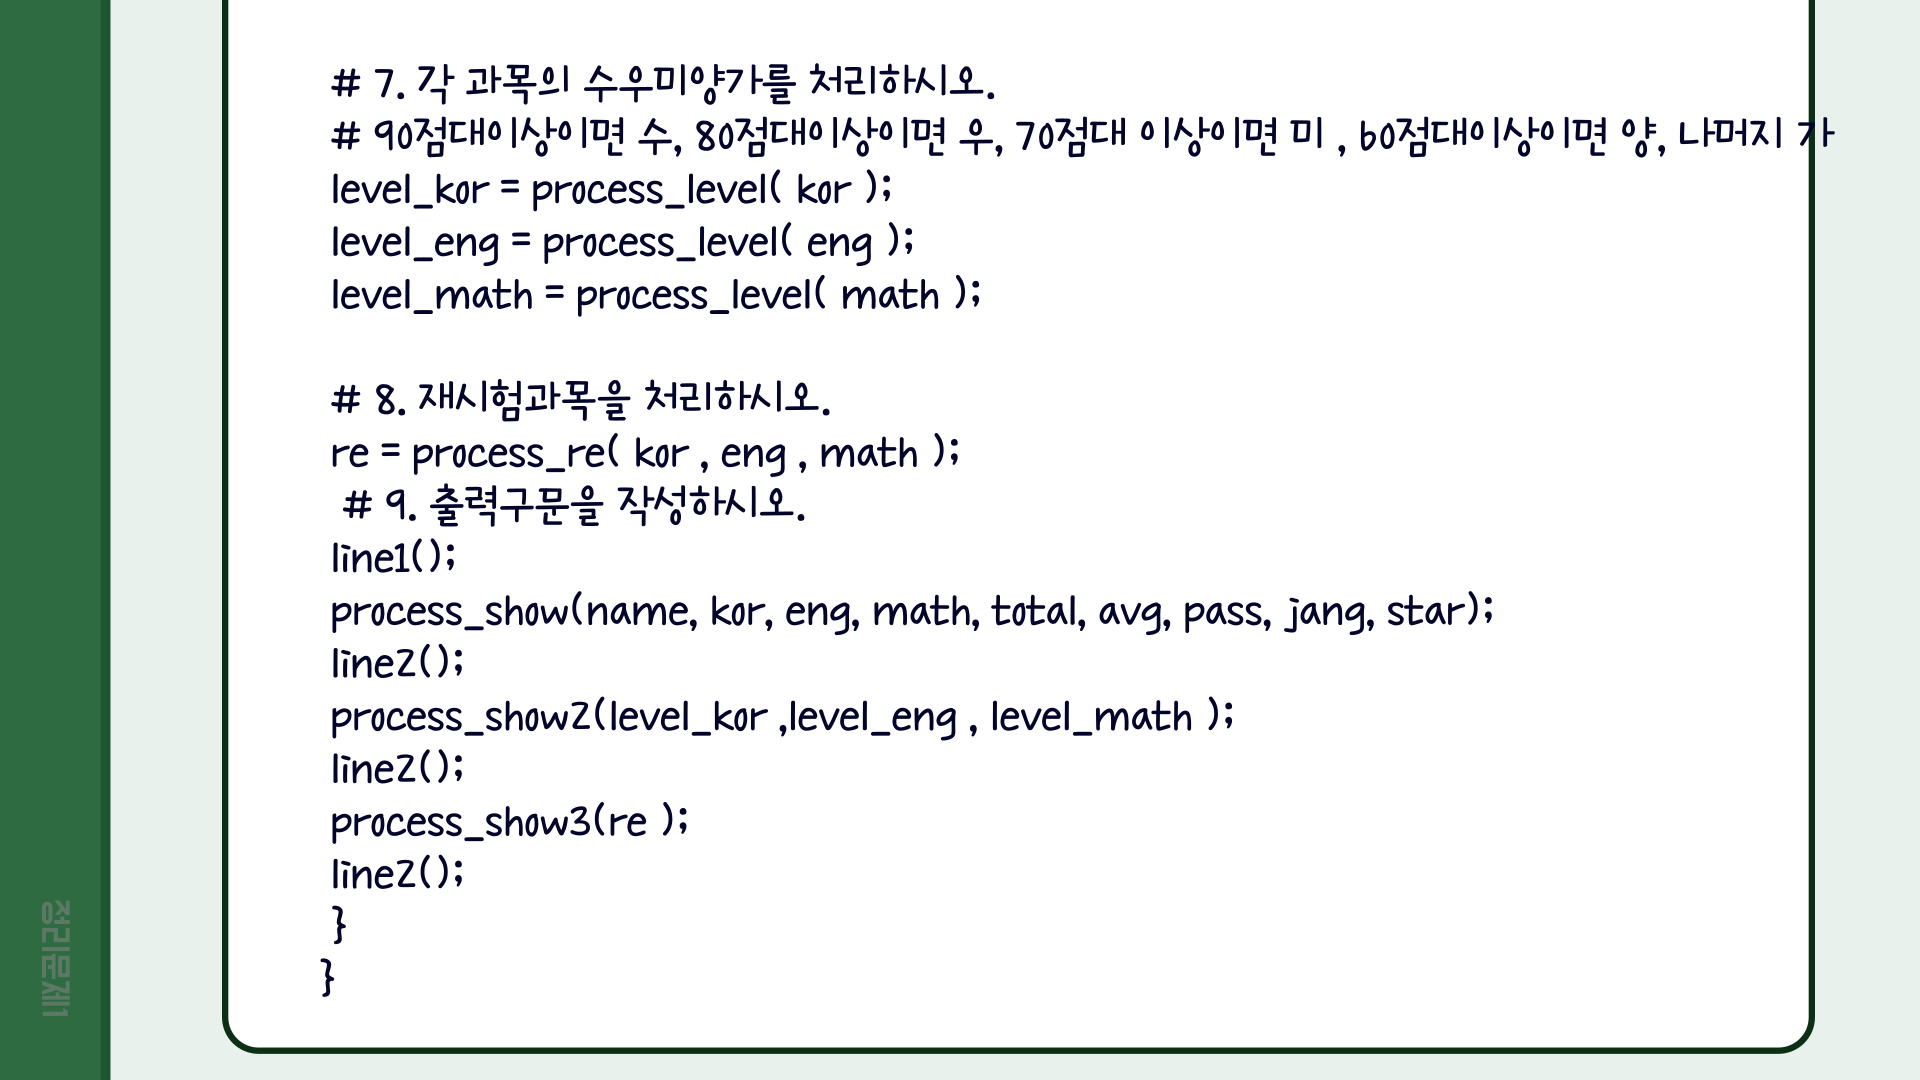 # 7. 각 과목의 수우미양가를 처리하시오.
# 90점대이상이면 수, 80점대이상이면 우, 70점대 이상이면 미 , 60점대이상이면 양, 나머지 가
level_kor = process_level( kor );
level_eng = process_level( eng );
level_math = process_level( math );
# 8. 재시험과목을 처리하시오.
re = process_re( kor , eng , math );
# 9. 출력구문을 작성하시오.
line1();
process_show(name, kor, eng, math, total, avg, pass, jang, star);
line2();
process_show2(level_kor ,level_eng , level_math );
line2();
process_show3(re );
line2();
}
}
정리문제1